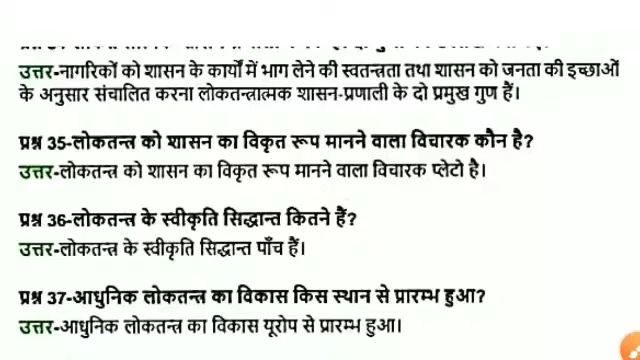 उत्तर-नागरिकों को शासन के कार्यों में भाग लेने की स्वतन्त्रता तथा शासन को जनता की इच्छाओं
के अनुसार संचालित करना लोकतन्त्रात्मक शासन-प्रणाली के दो प्रमुख गुण हैं।
प्रश्न 35-लोकतन्त्र को शासन का विकृत रूप मानने वाला विचारक कौन है?
उत्तर-लोकतन्त्र को शासन का विकृत रूप मानने वाला विचारक प्लेटो है।
प्रश्न 36-लोकतन्त्र के स्वीकृति सिद्धान्त कितने हैं?
उत्तर-लोकतन्त्र के स्वीकृति सिद्धान्त पाँच हैं।
प्रश्न 37-आधुनिक लोकतन्त्र का विकास किस स्थान से प्रारम्भ हुआ?
उत्तर-आधुनिक लोकतन्त्र का विकास यूरोप से प्रारम्भ हुआ।